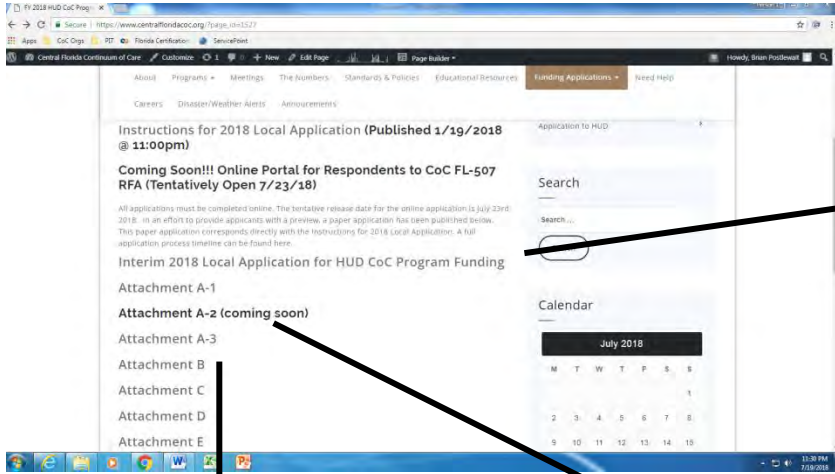 FY 2018 HUD CoC Prog
Secure | https://www.centralfloridacoc.org/?page_id=1527
Apps CoC Orgs PIT Florida Certification ServicePoint
Central Florida Continuum of Care Customize 1 New Edit Page Page Builder Howdy, Brian Postlewait
About Programs Meetings The Numbers Standards & Policies Educational Resources Funding Applications Need Help
Careers Disaster/Weather Alerts Announcements
Instructions for 2018 Local Application (Published 1/19/2018
@ 11:00pm)
Coming Soon!!! Online Portal for Respondents to CoC FL-507
RFA (Tentatively Open 7/23/18)
All applications must be completed online. The tentative release date for the online application is July 23rd
2018. In an effort to provide applicants with a preview, a paper application has been published below.
This paper application corresponds directly with the Instructions for 2018 Local Application. A full
application process timeline can be found here.
Interim 2018 Local Application for HUD CoC Program Funding
Attachment A-1
Attachment A-2 (coming soon)
Attachment A-3
Attachment B
Attachment C
Attachment D
Attachment E
Application to HUD
Search
Search ...
Calendar
July 2018
M T W T F S S
1
2 3 4 5 6 7 8
9 10 11 12 13 14 15
11:30 PM
7/19/2018